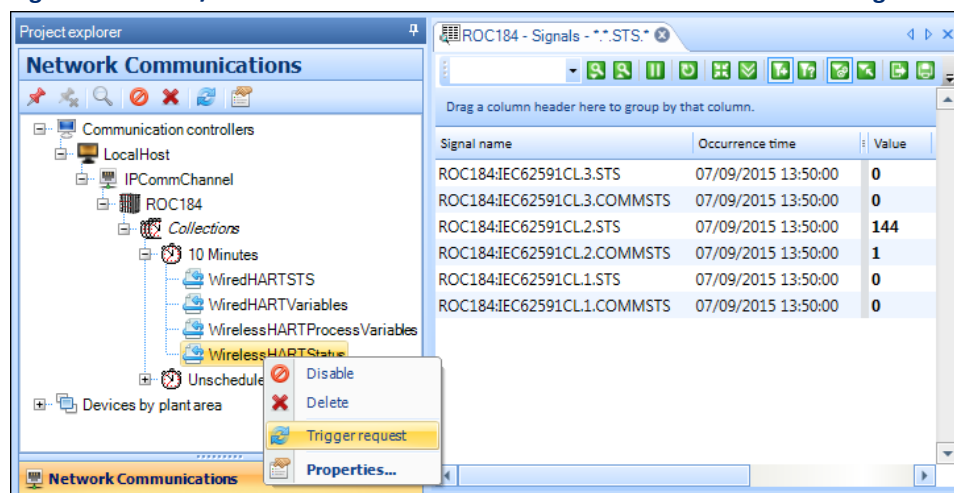 Project explorer
Network Communications
Communication controllers
LocalHost
IPCommChannel
ROC184
Collections
10 Minutes
WiredHARTSTS
WiredHARTVariables
WirelessHARTProcessVariables
WirelessHARTStatus
Unschedule
Devices by plant area
Disable
Delete
Trigger request
Properties...
Network Communications
ROC184 - Signals - *.*.STS.*
Drag a column header here to group by that column.
Signal name Occurrence time Value
ROC184:IEC62591CL.3.STS 07/09/2015 13:50:00 0
ROC184:IEC62591CL.3.COMMSTS 07/09/2015 13:50:00 0
ROC184:IEC62591CL.2.STS 07/09/2015 13:50:00 144
ROC184:IEC62591CL.2.COMMSTS 07/09/2015 13:50:00 1
ROC184:IEC62591CL.1.STS 07/09/2015 13:50:00 0
ROC184:IEC62591CL.1.COMMSTS 07/09/2015 13:50:00 0